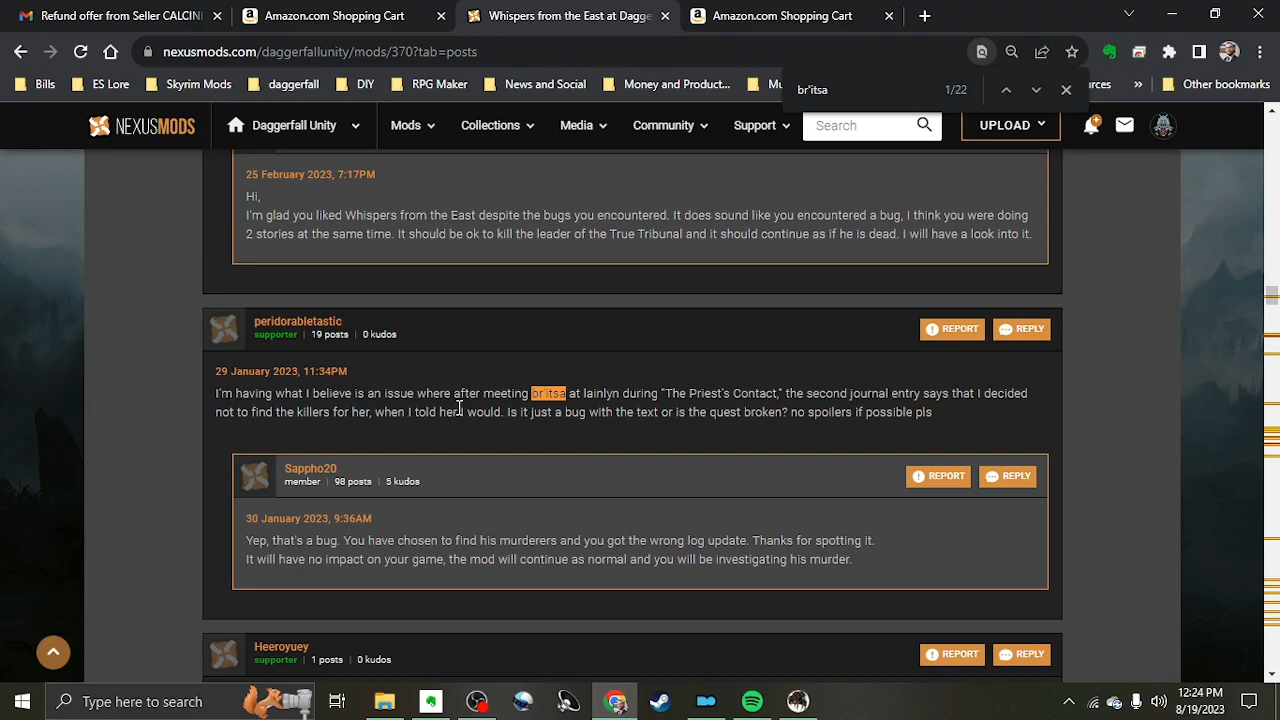 Refund offer from Seller CALCINI
Amazon.com Shopping Cart
Whispers from the East at Dagge
Amazon.com Shopping Cart
nexusmods.com/daggerfallunity/mods/370?tab=posts
Bills
ES Lore
Skyrim Mods
daggerfall
DIY
RPG Maker
News and Social
Money and Product...
Other bookmarks
br'itsa
1/22
NEXUSMODS
Daggerfall Unity
Mods
Collections
Media
Community
Support
Search
UPLOAD
25 February 2023, 7:17PM
Hi,
I'm glad you liked Whispers from the East despite the bugs you encountered. It does sound like you encountered a bug, I think you were doing
2 stories at the same time. It should be ok to kill the leader of the True Tribunal and it should continue as if he is dead. I will have a look into it.
peridorabletastic
supporter | 19 posts | 0 kudos
REPORT
REPLY
29 January 2023, 11:34PM
I'm having what I believe is an issue where after meeting br'itsa at lainlyn during "The Priest's Contact," the second journal entry says that I decided
not to find the killers for her, when I told her I would. Is it just a bug with the text or is the quest broken? no spoilers if possible pls
Sappho20
| 98 posts | 5 kudos
REPORT
REPLY
30 January 2023, 9:36AM
Yep, that's a bug. You have chosen to find his murderers and you got the wrong log update. Thanks for spotting it.
It will have no impact on your game, the mod will continue as normal and you will be investigating his murder.
Heeroyuey
supporter | 1 posts | 0 kudos
REPORT
REPLY
Type here to search
12:24 PM
8/19/2023